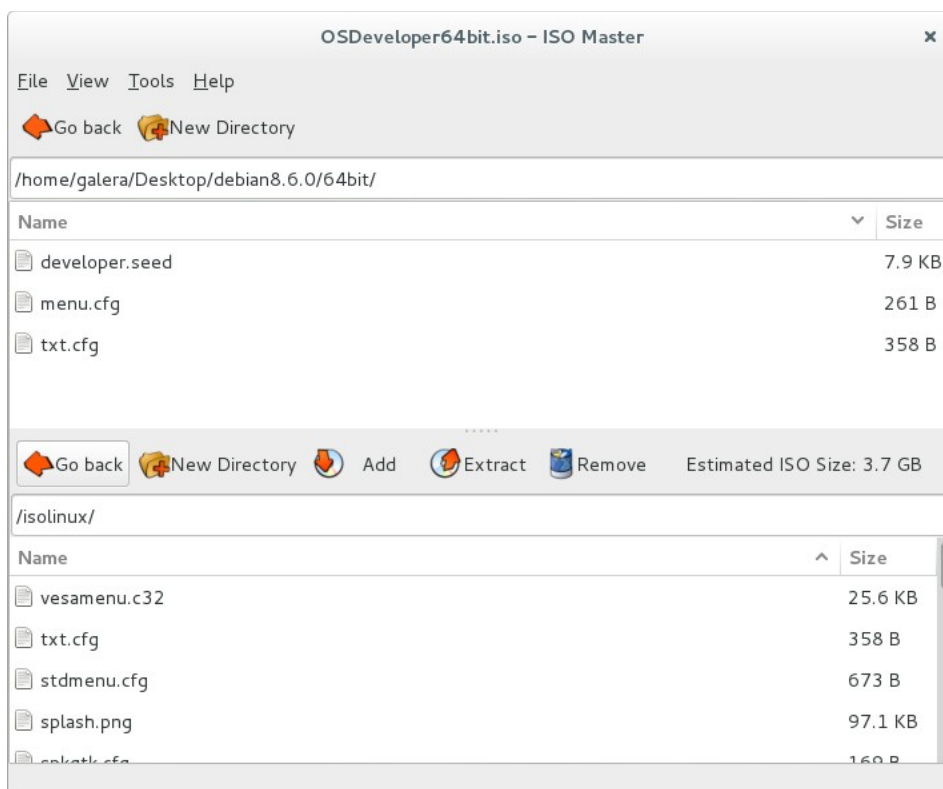 OSDeveloper64bit.iso – ISO Master
File View Tools Help
Go back New Directory
/home/galera/Desktop/debian8.6.0/64bit/
Name Size
developer.seed 7.9 KB
menu.cfg 261 B
txt.cfg 358 B
Go back New Directory Add Extract Remove Estimated ISO Size: 3.7 GB
/isolinux/
Name Size
vesamenu.c32 25.6 KB
txt.cfg 358 B
stdmenu.cfg 673 B
splash.png 97.1 KB
spkgtk.cfg 169 B